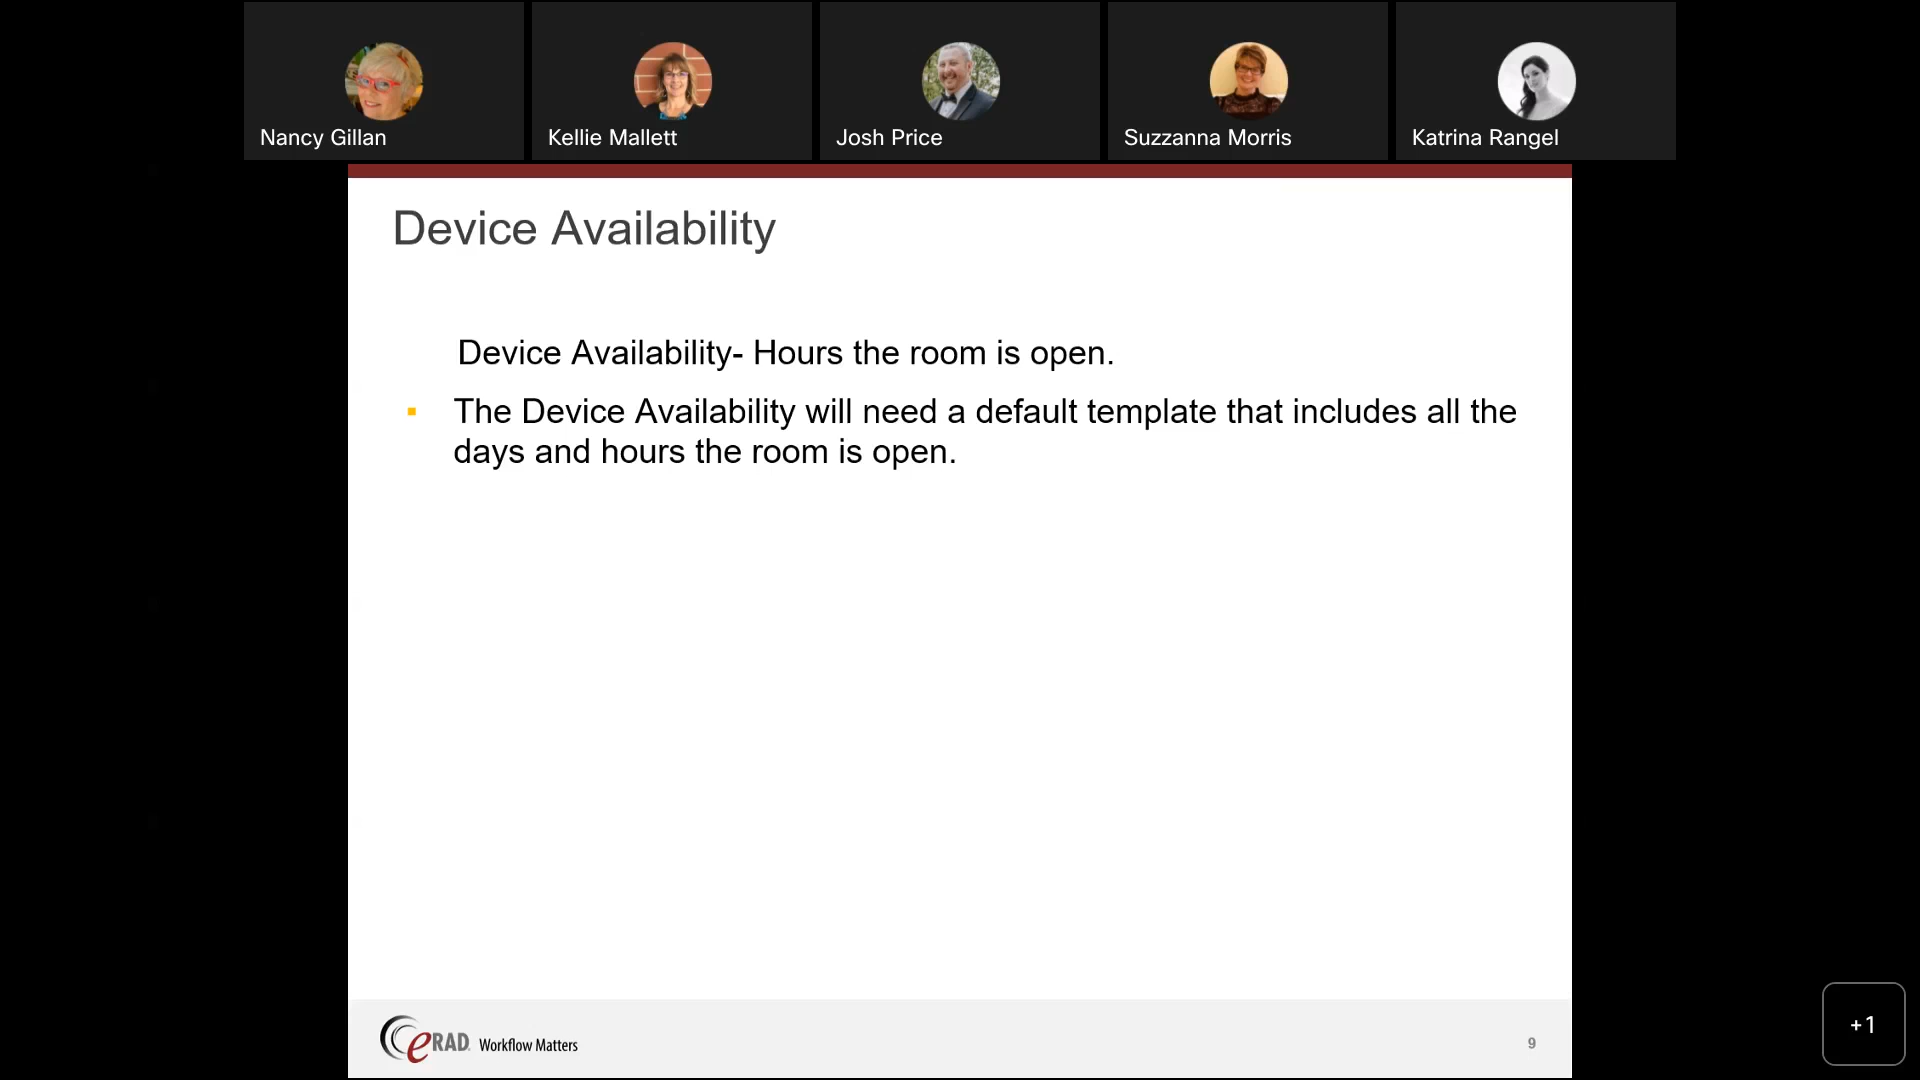 Nancy Gillan
Kellie Mallett
Josh Price
Suzzanna Morris
Katrina Rangel
Device Availability
Device Availability- Hours the room is open.
The Device Availability will need a default template that includes all the
days and hours the room is open.
eRAD Workflow Matters
9
+1